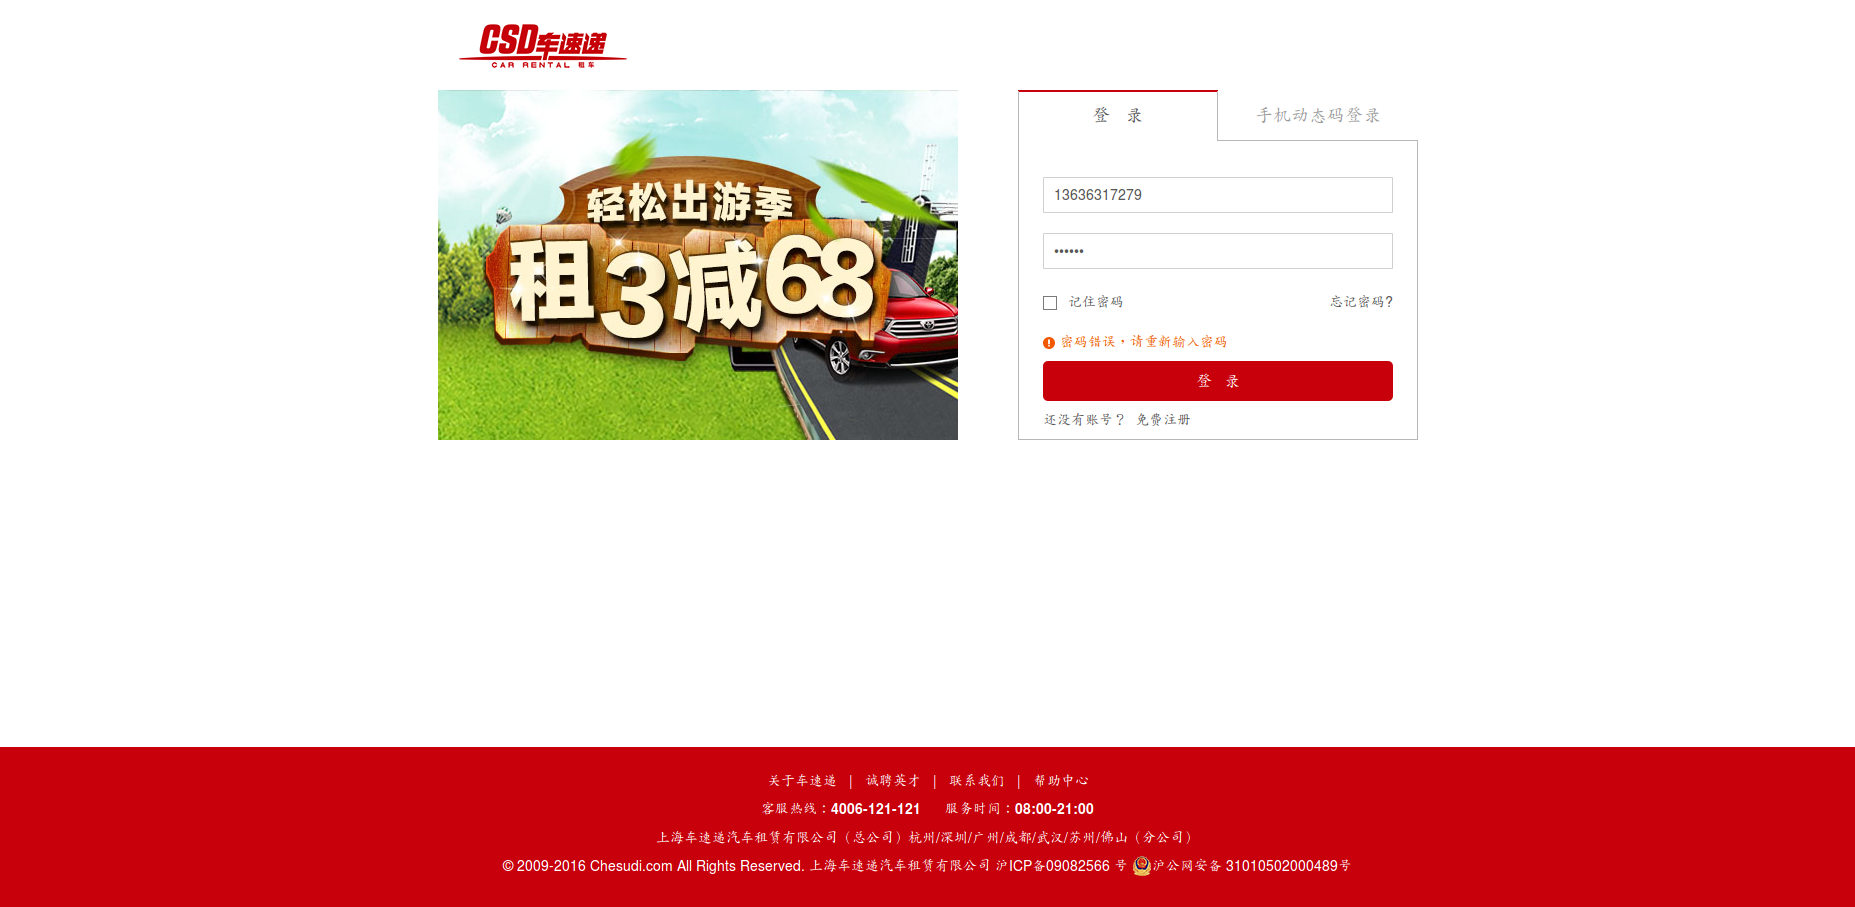 CSD车速递
CAR RENTAL 租车
轻松出游季
租3减68
登 录
手机动态码登录
13636317279
••••••
记住密码
忘记密码?
密码错误，请重新输入密码
登 录
还没有账号？ 免费注册
关于车速递 | 诚聘英才 | 联系我们 | 帮助中心
客服热线：4006-121-121 服务时间：08:00-21:00
上海车速递汽车租赁有限公司（总公司）杭州/深圳/广州/成都/武汉/苏州/佛山（分公司）
© 2009-2016 Chesudi.com All Rights Reserved. 上海车速递汽车租赁有限公司 沪ICP备09082566 号 沪公网安备 31010502000489号